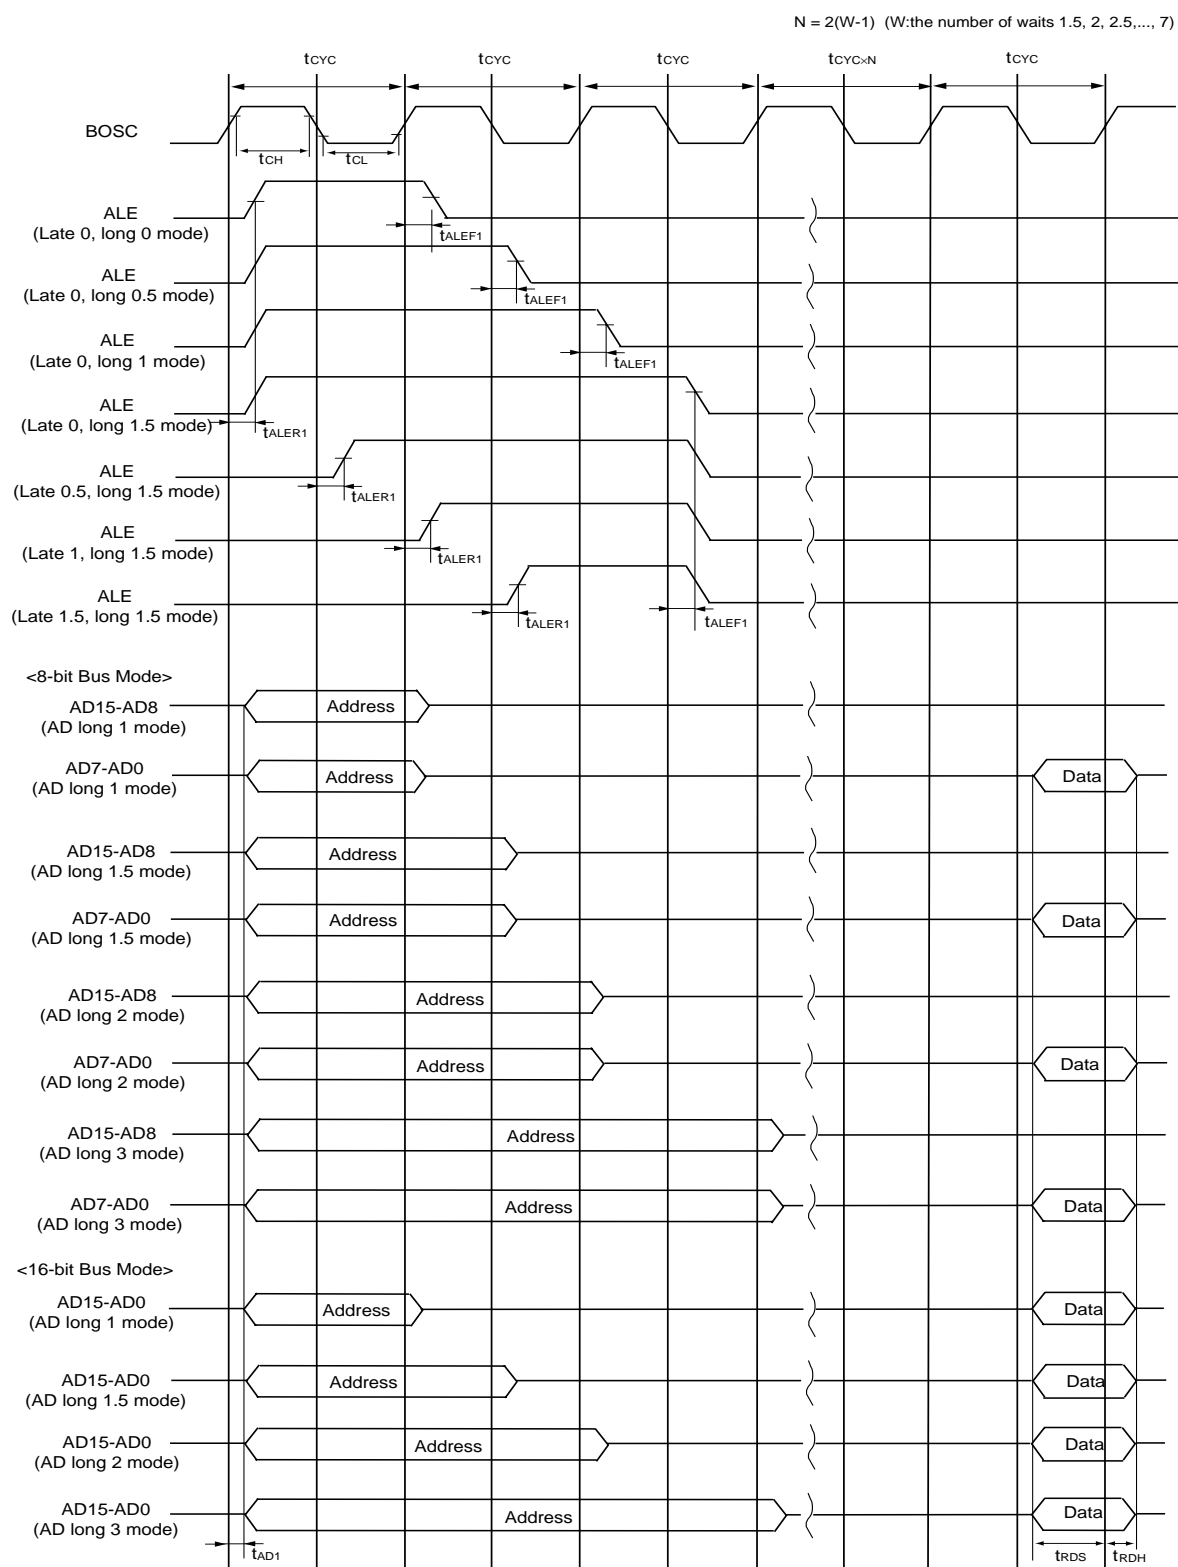 N = 2(W-1) (W:the number of waits 1.5, 2, 2.5,..., 7)
tCYC tCYC tCYC tCYC×N tCYC
BOSC
tCH tCL
ALE
(Late 0, long 0 mode)
tALEF1
ALE
(Late 0, long 0.5 mode)
tALEF1
ALE
(Late 0, long 1 mode)
tALEF1
ALE
(Late 0, long 1.5 mode)
tALER1
ALE
(Late 0.5, long 1.5 mode)
tALER1
ALE
(Late 1, long 1.5 mode)
tALER1
ALE
(Late 1.5, long 1.5 mode)
tALER1 tALEF1
<8-bit Bus Mode>
AD15-AD8 Address
(AD long 1 mode)
AD7-AD0 Address Data
(AD long 1 mode)
AD15-AD8 Address
(AD long 1.5 mode)
AD7-AD0 Address Data
(AD long 1.5 mode)
AD15-AD8 Address
(AD long 2 mode)
AD7-AD0 Address Data
(AD long 2 mode)
AD15-AD8 Address
(AD long 3 mode)
AD7-AD0 Address Data
(AD long 3 mode)
<16-bit Bus Mode>
AD15-AD0 Address Data
(AD long 1 mode)
AD15-AD0 Address Data
(AD long 1.5 mode)
AD15-AD0 Address Data
(AD long 2 mode)
AD15-AD0 Address Data
(AD long 3 mode)
tAD1 tRDS tRDH